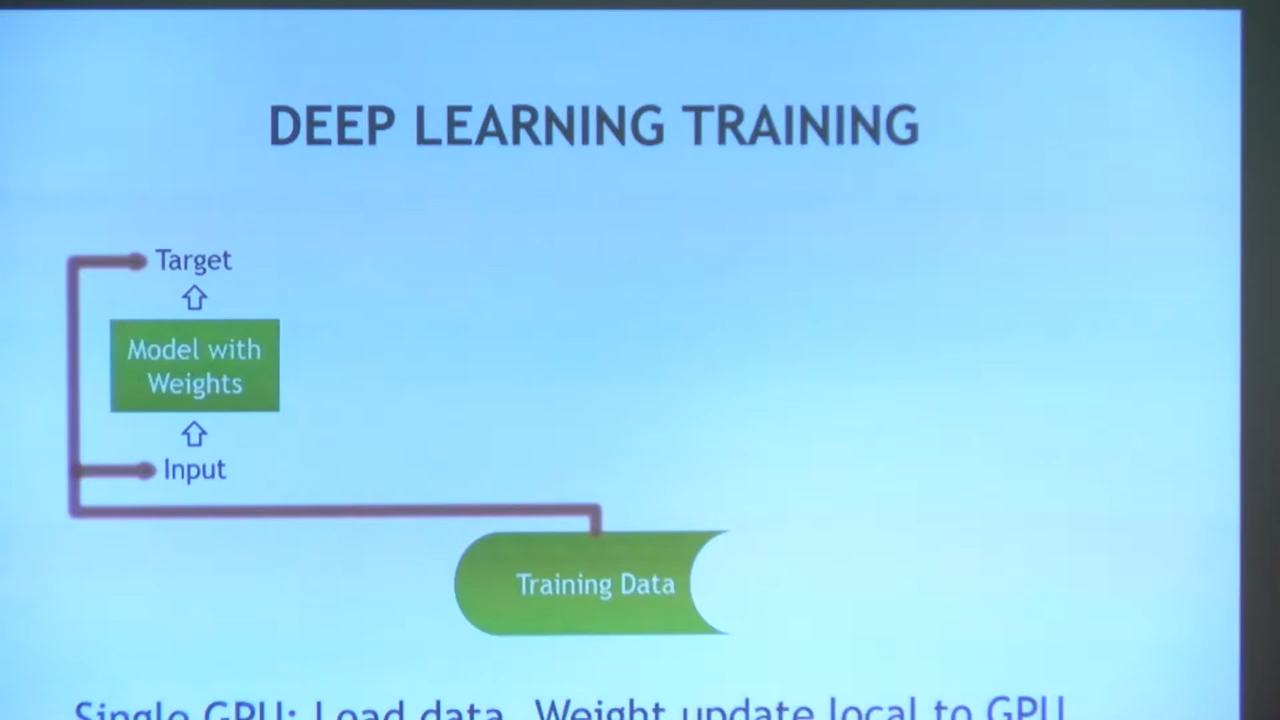 DEEP LEARNING TRAINING
Target
Model with
Weights
Input
Training Data
Single GPU: Load data, Weight update local to GPU